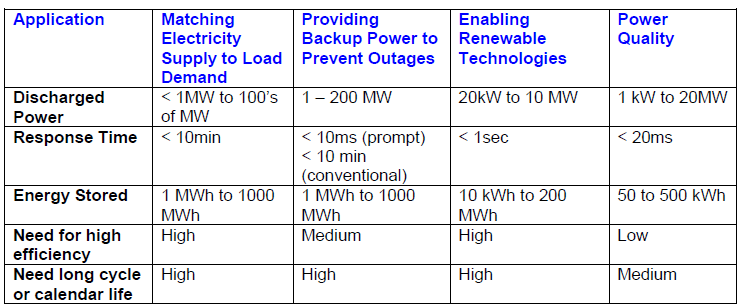 Application
Matching
Electricity
Supply to Load
Demand
Providing
Backup Power to
Prevent Outages
Enabling
Renewable
Technologies
Power
Quality
Discharged
Power
< 1MW to 100's
of MW
1 – 200 MW
20kW to 10 MW
1 kW to 20MW
Response Time
< 10min
< 10ms (prompt)
< 10 min
(conventional)
< 1sec
< 20ms
Energy Stored
1 MWh to 1000
MWh
1 MWh to 1000
MWh
10 kWh to 200
MWh
50 to 500 kWh
Need for high
efficiency
High
Medium
High
Low
Need long cycle
or calendar life
High
High
High
Medium